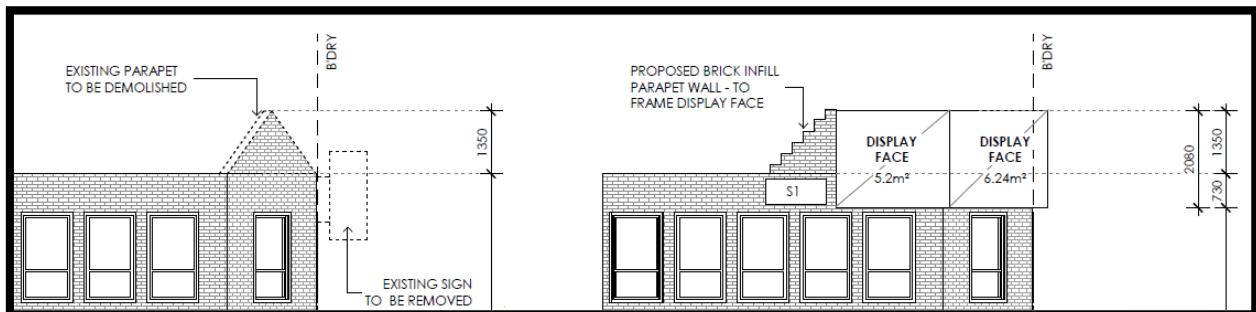 EXISTING PARAPET
TO BE DEMOLISHED
B'DRY
1350
EXISTING SIGN
TO BE REMOVED
PROPOSED BRICK INFILL
PARAPET WALL - TO
FRAME DISPLAY FACE
S1
DISPLAY
FACE
5.2m²
DISPLAY
FACE
6.24m²
B'DRY
2080
1350
730